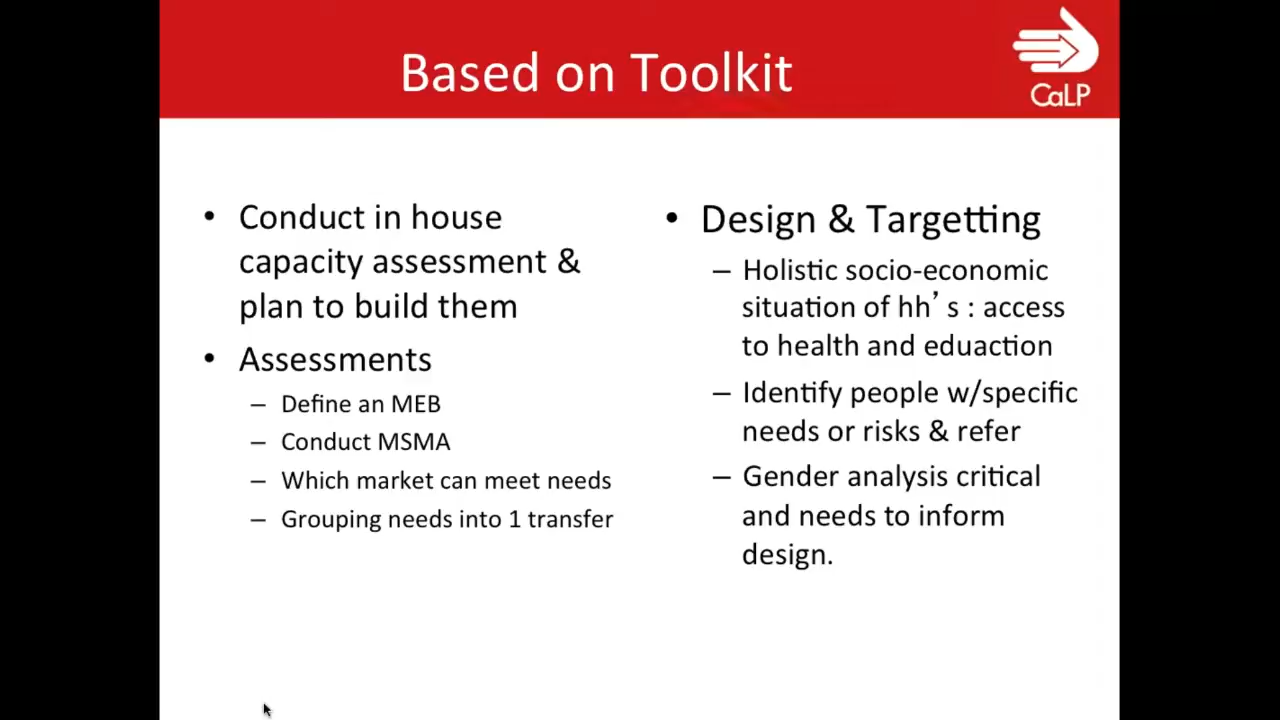 Based on Toolkit
CaLP
• Conduct in house
capacity assessment &
plan to build them
• Assessments
– Define an MEB
– Conduct MSMA
– Which market can meet needs
– Grouping needs into 1 transfer
• Design & Targetting
– Holistic socio-economic
situation of hh’ s : access
to health and eduaction
– Identify people w/specific
needs or risks & refer
– Gender analysis critical
and needs to inform
design.